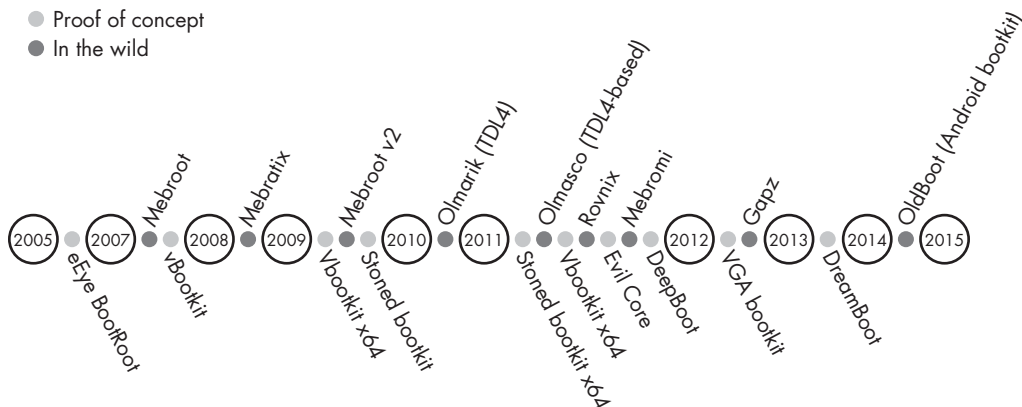 Proof of concept
In the wild
2005
eEye BootRoot
2007
Mebroot
vBootkit
2008
Mebratix
2009
Vbootkit x64
Mebroot v2
Stoned bootkit
2010
Olmarik (TDL4)
2011
Stoned bootkit x64
Olmasco (TDL4-based)
Vbootkit x64
Rovnix
Evil Core
Mebromi
DeepBoot
2012
VGA bootkit
Gapz
2013
DreamBoot
2014
OldBoot (Android bootkit)
2015